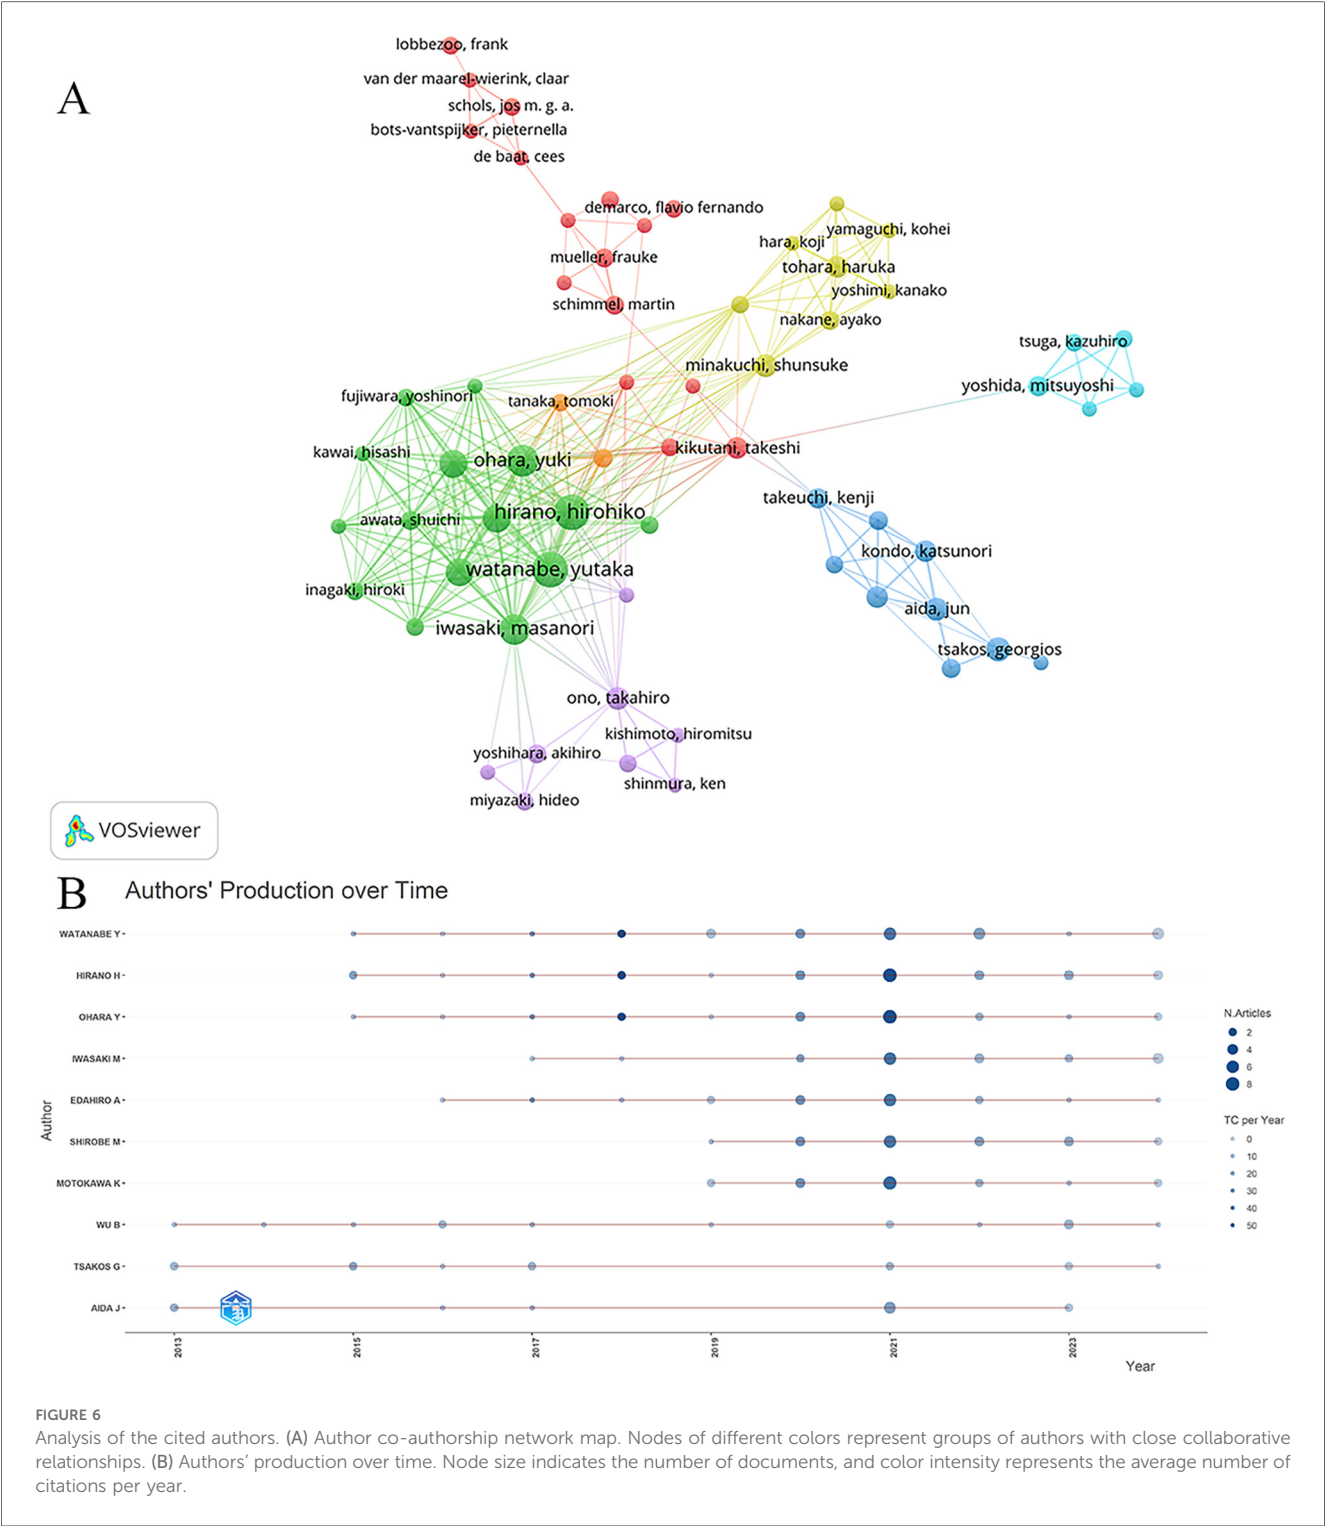 A
lobbezoo, frank
van der maarel-wierink, claar
schols, jos m. g. a.
bots-vantspijker, pieternella
de baat, cees
demarco, flavio fernando
mueller, frauke
schimmel, martin
hara, koji
yamaguchi, kohei
tohara, haruka
yoshimi, kanako
nakane, ayako
minakuchi, shunsuke
tsuga, kazuhiro
yoshida, mitsuyoshi
fujiwara, yoshinori
tanaka, tomoki
kawai, hisashi
ohara, yuki
kikutani, takeshi
takeuchi, kenji
awata, shuichi
hirano, hirohiko
kondo, katsunori
inagaki, hiroki
watanabe, yutaka
aida, jun
iwasaki, masanori
tsakos, georgios
ono, takahiro
kishimoto, hiromitsu
yoshihara, akihiro
shinmura, ken
miyazaki, hideo
VOSviewer
B
Authors' Production over Time
WATANABE Y
HIRANO H
OHARA Y
IWASAKI M
EDAHIRO A
SHIROBE M
MOTOKAWA K
WU B
TSAKOS G
AIDA J
Author
2013
2015
2017
2019
2021
2023
Year
N.Articles
2
4
6
8
TC per Year
0
10
20
30
40
50
FIGURE 6
Analysis of the cited authors. (A) Author co-authorship network map. Nodes of different colors represent groups of authors with close collaborative
relationships. (B) Authors’ production over time. Node size indicates the number of documents, and color intensity represents the average number of
citations per year.